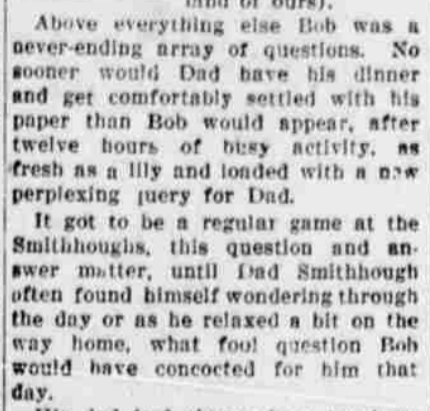 of ours).
Above everything else Bob was a
never-ending array of questions. No
sooner would Dad have his dinner
and get comfortably settled with his
paper than Bob would appear, after
twelve hours of busy activity, as
fresh as a lily and loaded with a new
perplexing query for Dad.
It got to be a regular game at the
Smithhoughs, this question and an-
swer matter, until Dad Smithhough
often found himself wondering through
the day or as he relaxed a bit on the
way home, what fool question Bob
would have concocted for him that
day.